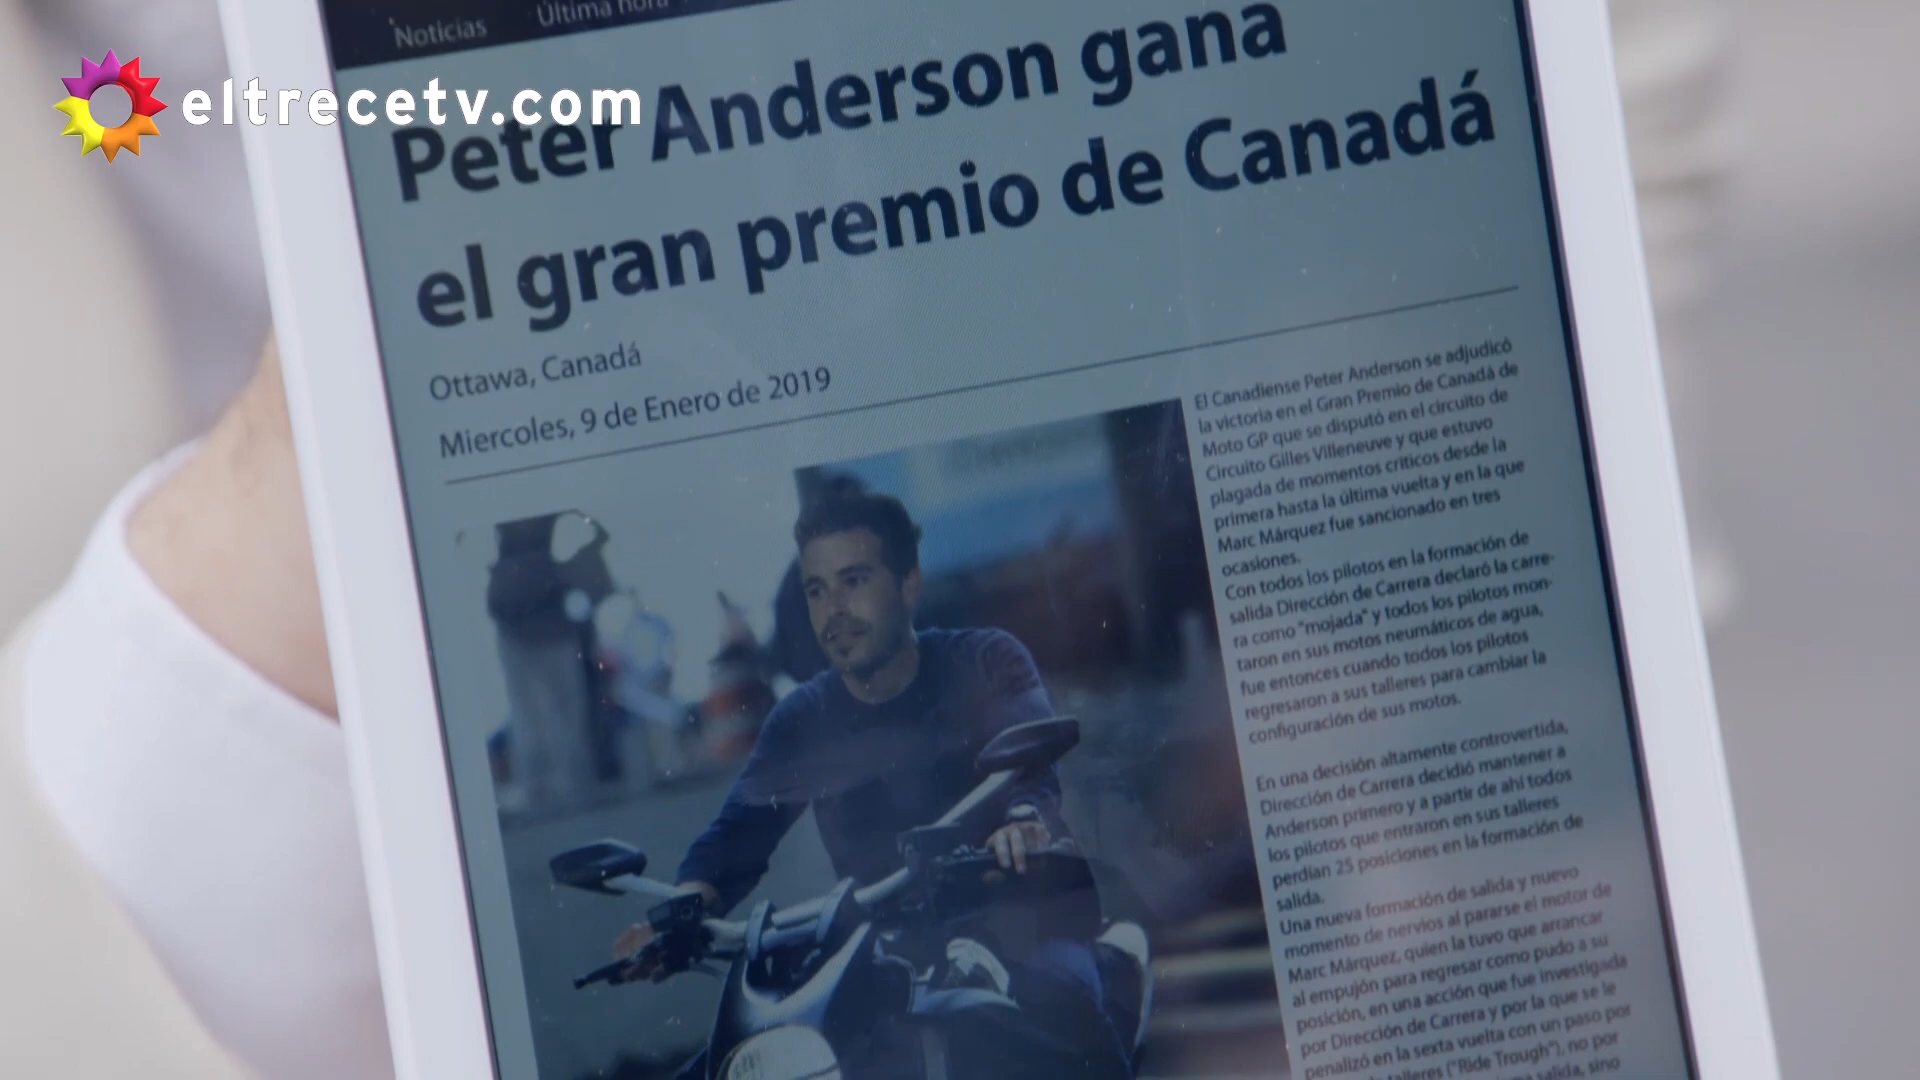 Noticias Última hora
eltrecetv.com
Peter Anderson gana
el gran premio de Canadá
Ottawa, Canadá
Miercoles, 9 de Enero de 2019
El Canadiense Peter Anderson se adjudicó
la victoria en el Gran Premio de Canadá de
Moto GP que se disputó en el circuito de
Circuito Gilles Villeneuve y que estuvo
plagada de momentos criticos desde la
primera hasta la última vuelta y en la que
Marc Márquez fue sancionado en tres
ocasiones.
Con todos los pilotos en la formación de
salida Dirección de Carrera declaró la carre-
ra como "mojada" y todos los pilotos mon-
taron en sus motos neumáticos de agua,
fue entonces cuando todos los pilotos
regresaron a sus talleres para cambiar la
configuración de sus motos.
En una decisión altamente controvertida,
Dirección de Carrera decidió mantener a
Anderson primero y a partir de ahí todos
los pilotos que entraron en sus talleres
perdían 25 posiciones en la formación de
salida.
Una nueva formación de salida y nuevo
momento de nervios al pararse el motor de
Marc Márquez, quien la tuvo que arrancar
al empujón para regresar como pudo a su
posición, en una acción que fue investigada
por Dirección de Carrera y por la que se le
penalizó en la sexta vuelta con un paso por
talleres ("Ride Trough"), no por
salida, sino